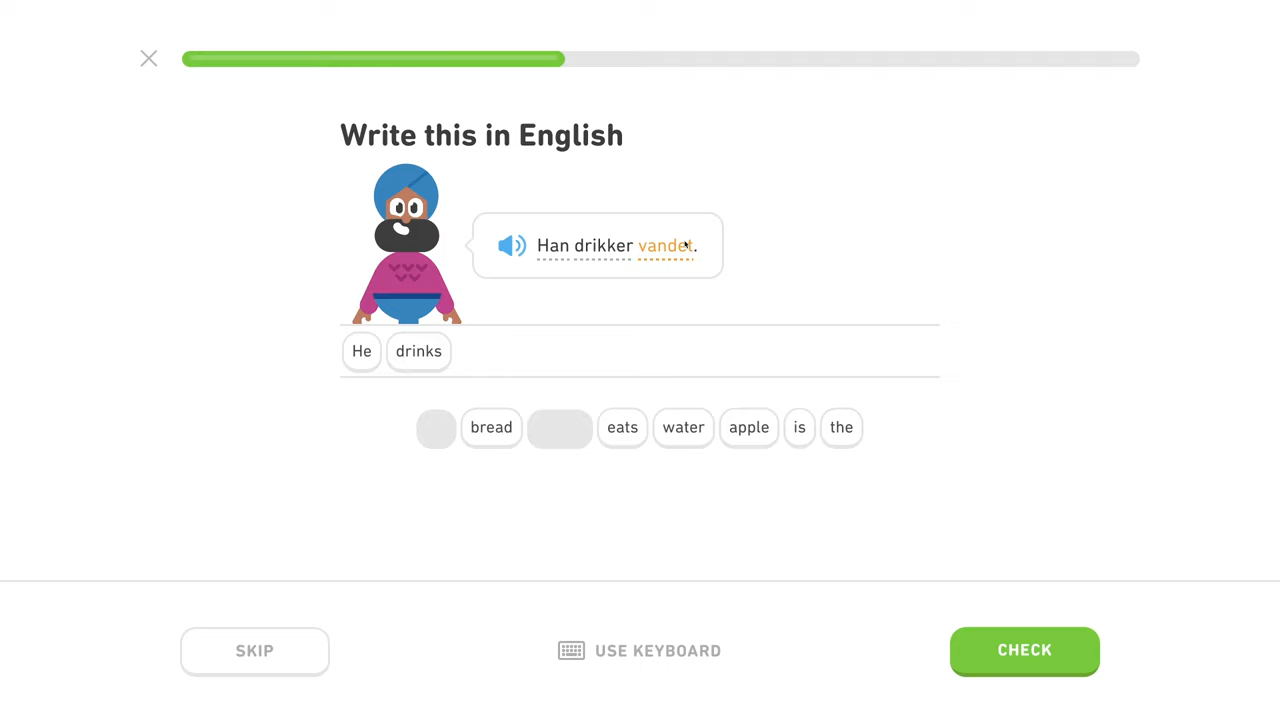 Write this in English
Han drikker vandet.
He drinks
bread eats water apple is the
SKIP USE KEYBOARD CHECK